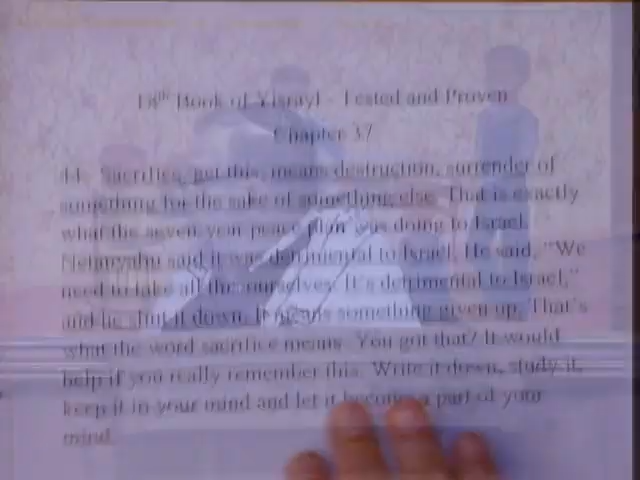 18th Book of Yisrayl - Tested and Proven
Chapter 37
44. Sacrifice, get this, means destruction, surrender of
something for the sake of something else. That is exactly
what the seven year peace plan was doing to Israel.
Netanyahu said it was detrimental to Israel. He said, "We
need to take all this ourselves. It's detrimental to Israel,"
and he shut it down. It means something given up. That's
what the word sacrifice means. You got that? It would
help if you really remember this. Write it down, study it,
keep it in your mind and let it become a part of your
mind.